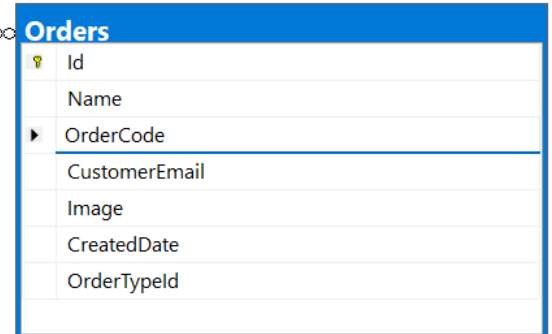 Orders
Id
Name
OrderCode
CustomerEmail
Image
CreatedDate
OrderTypeId